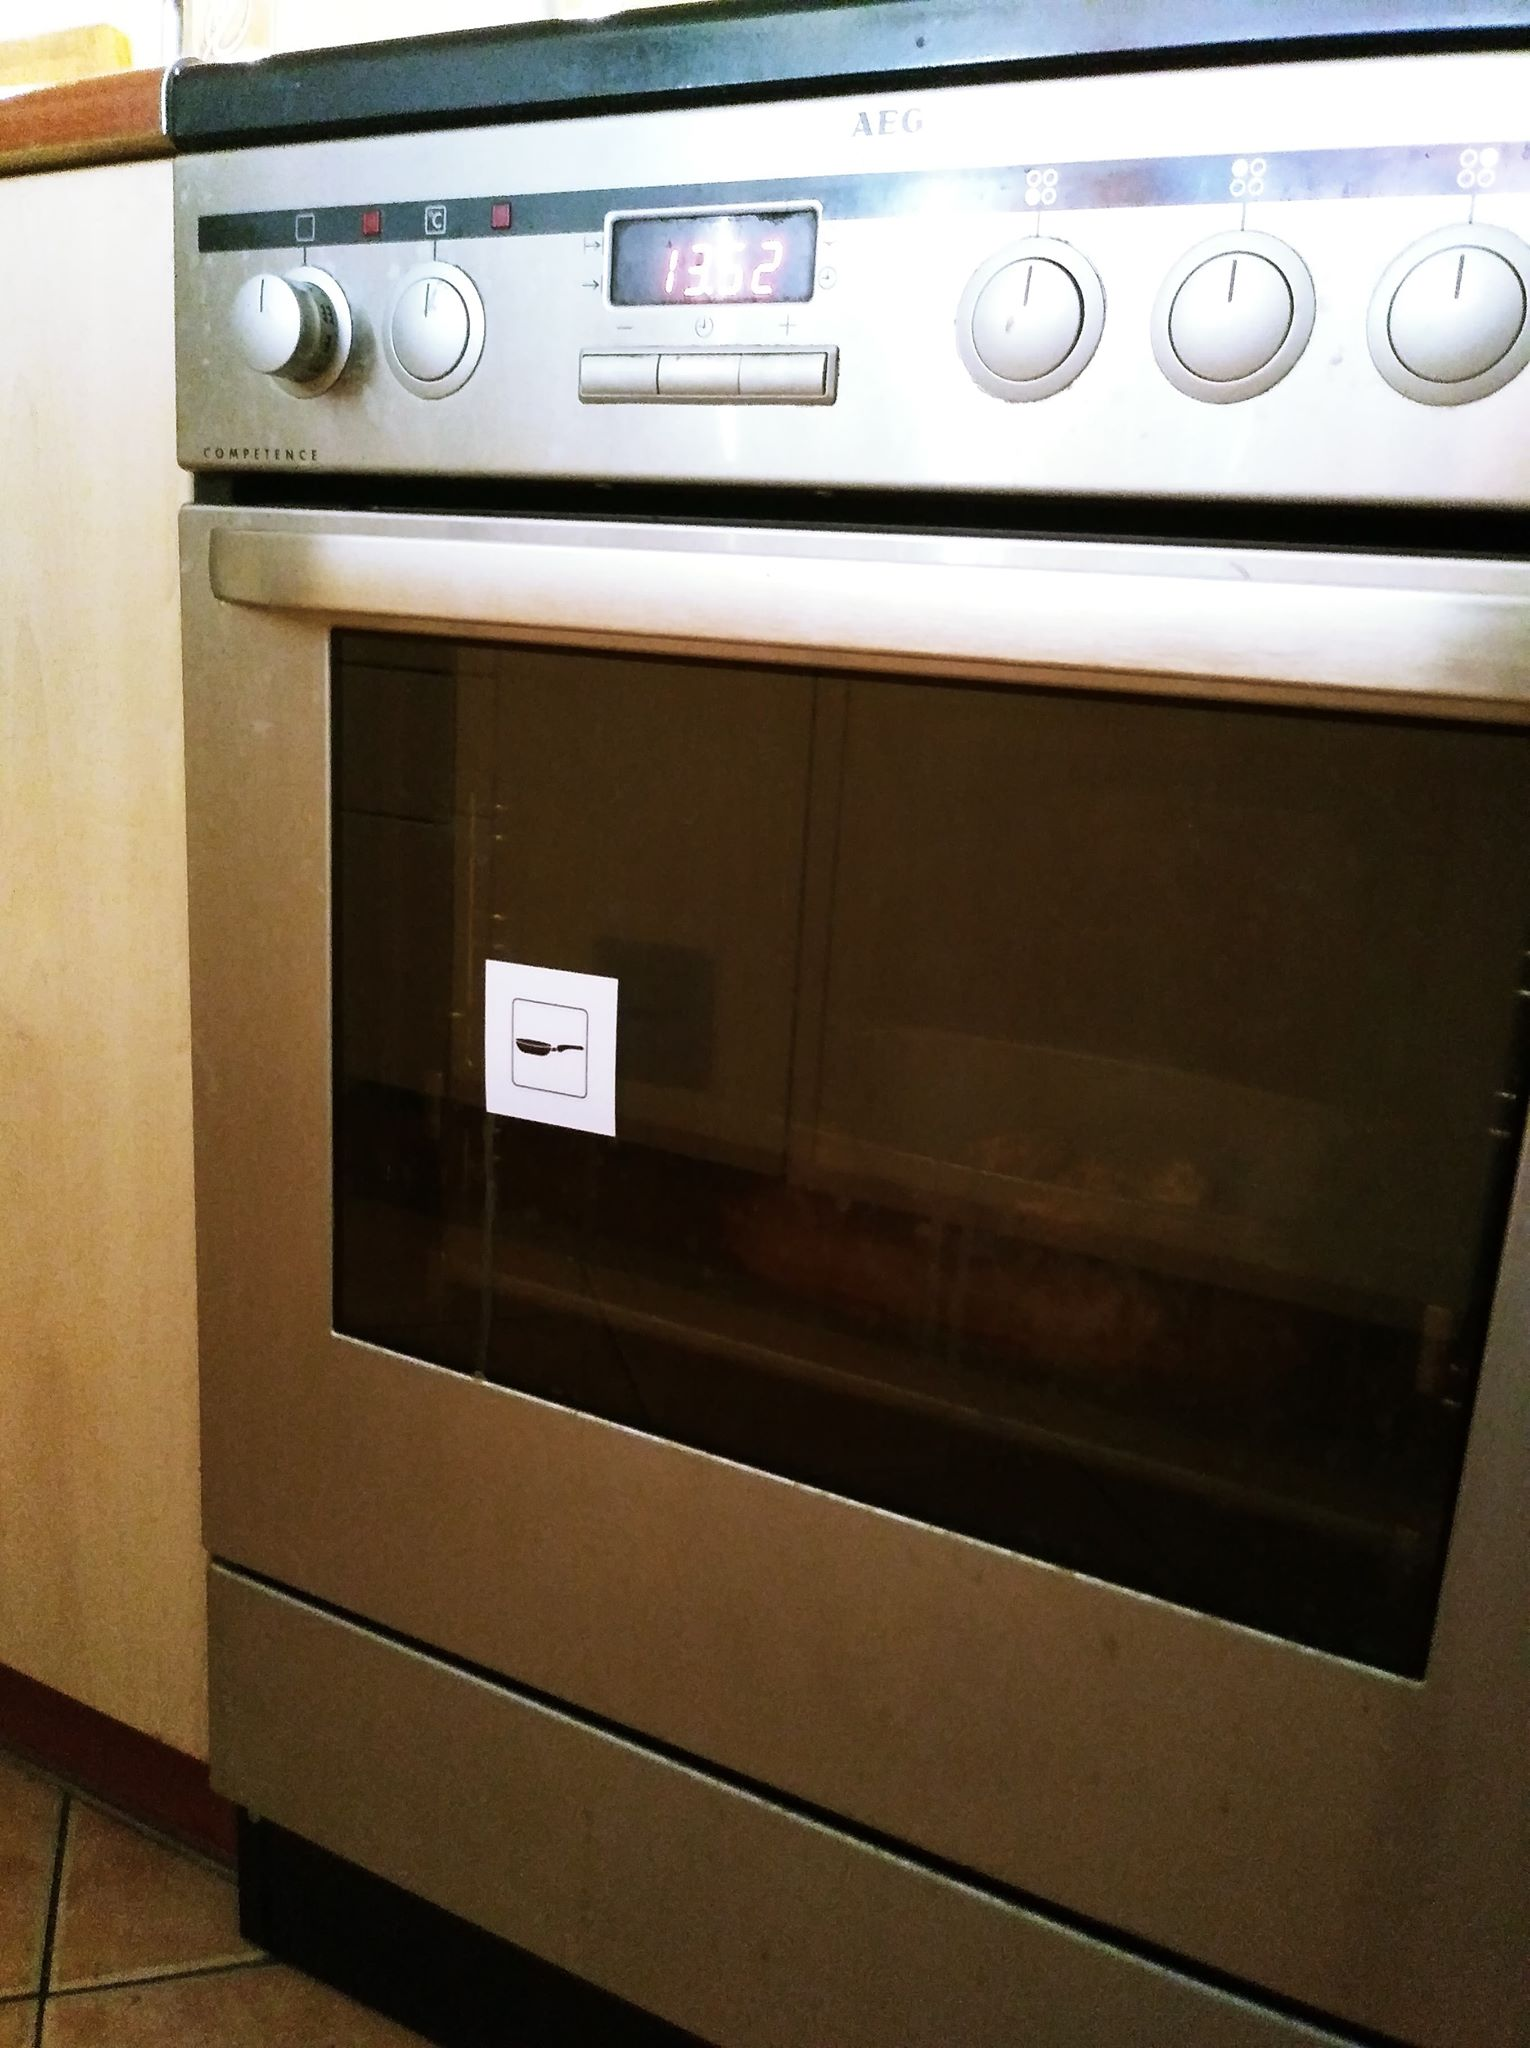 AEG
°C
13.52
- +
COMPETENCE